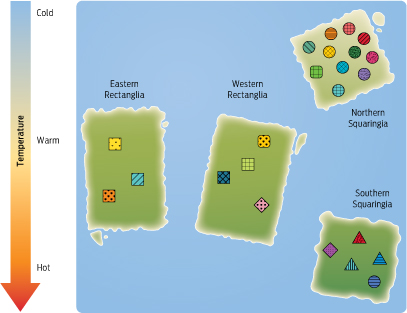 Cold
Warm
Hot
Temperature
Eastern
Rectanglia
Western
Rectanglia
Northern
Squaringia
Southern
Squaringia